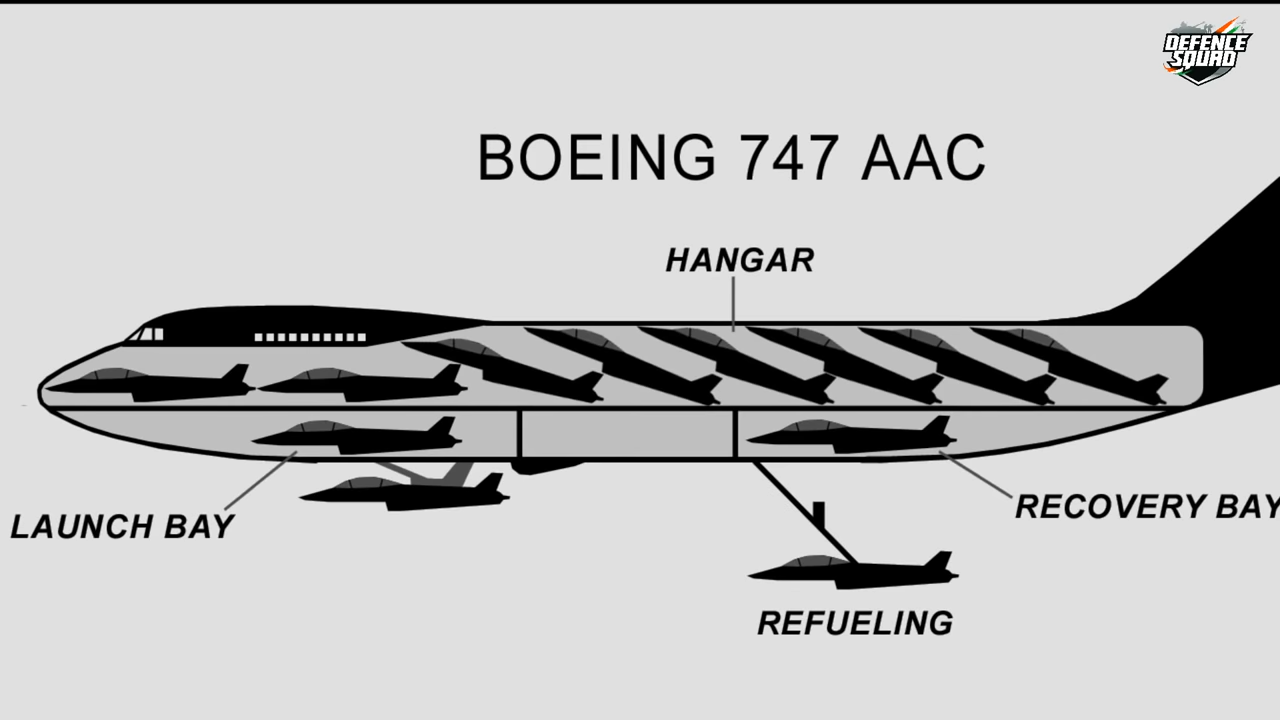 DEFENCE
SQUAD
BOEING 747 AAC
HANGAR
LAUNCH BAY
RECOVERY BAY
REFUELING